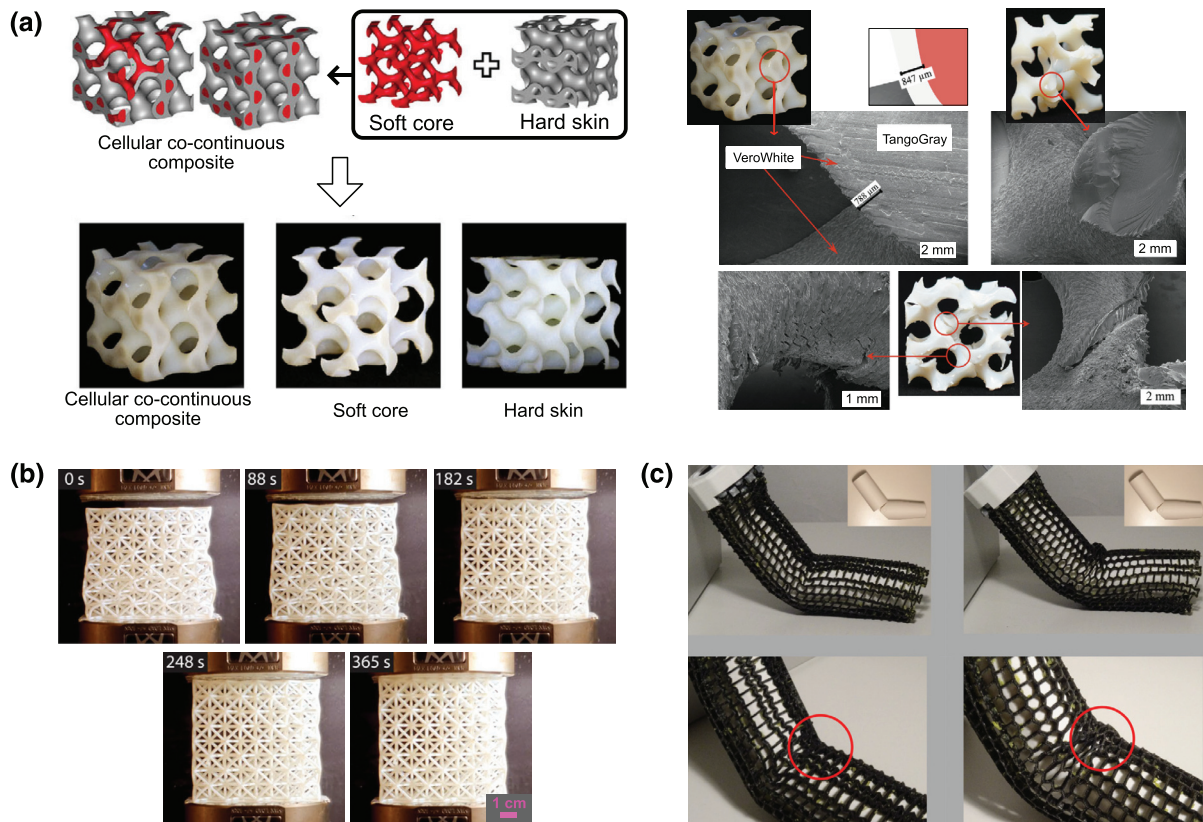 (a)
Soft core
Hard skin
Cellular co-continuous
composite
Cellular co-continuous
composite
Soft core
Hard skin
847 μm
TangoGray
VeroWhite
788 μm
2 mm
2 mm
1 mm
2 mm
(b)
0 s
88 s
182 s
248 s
365 s
1 cm
(c)